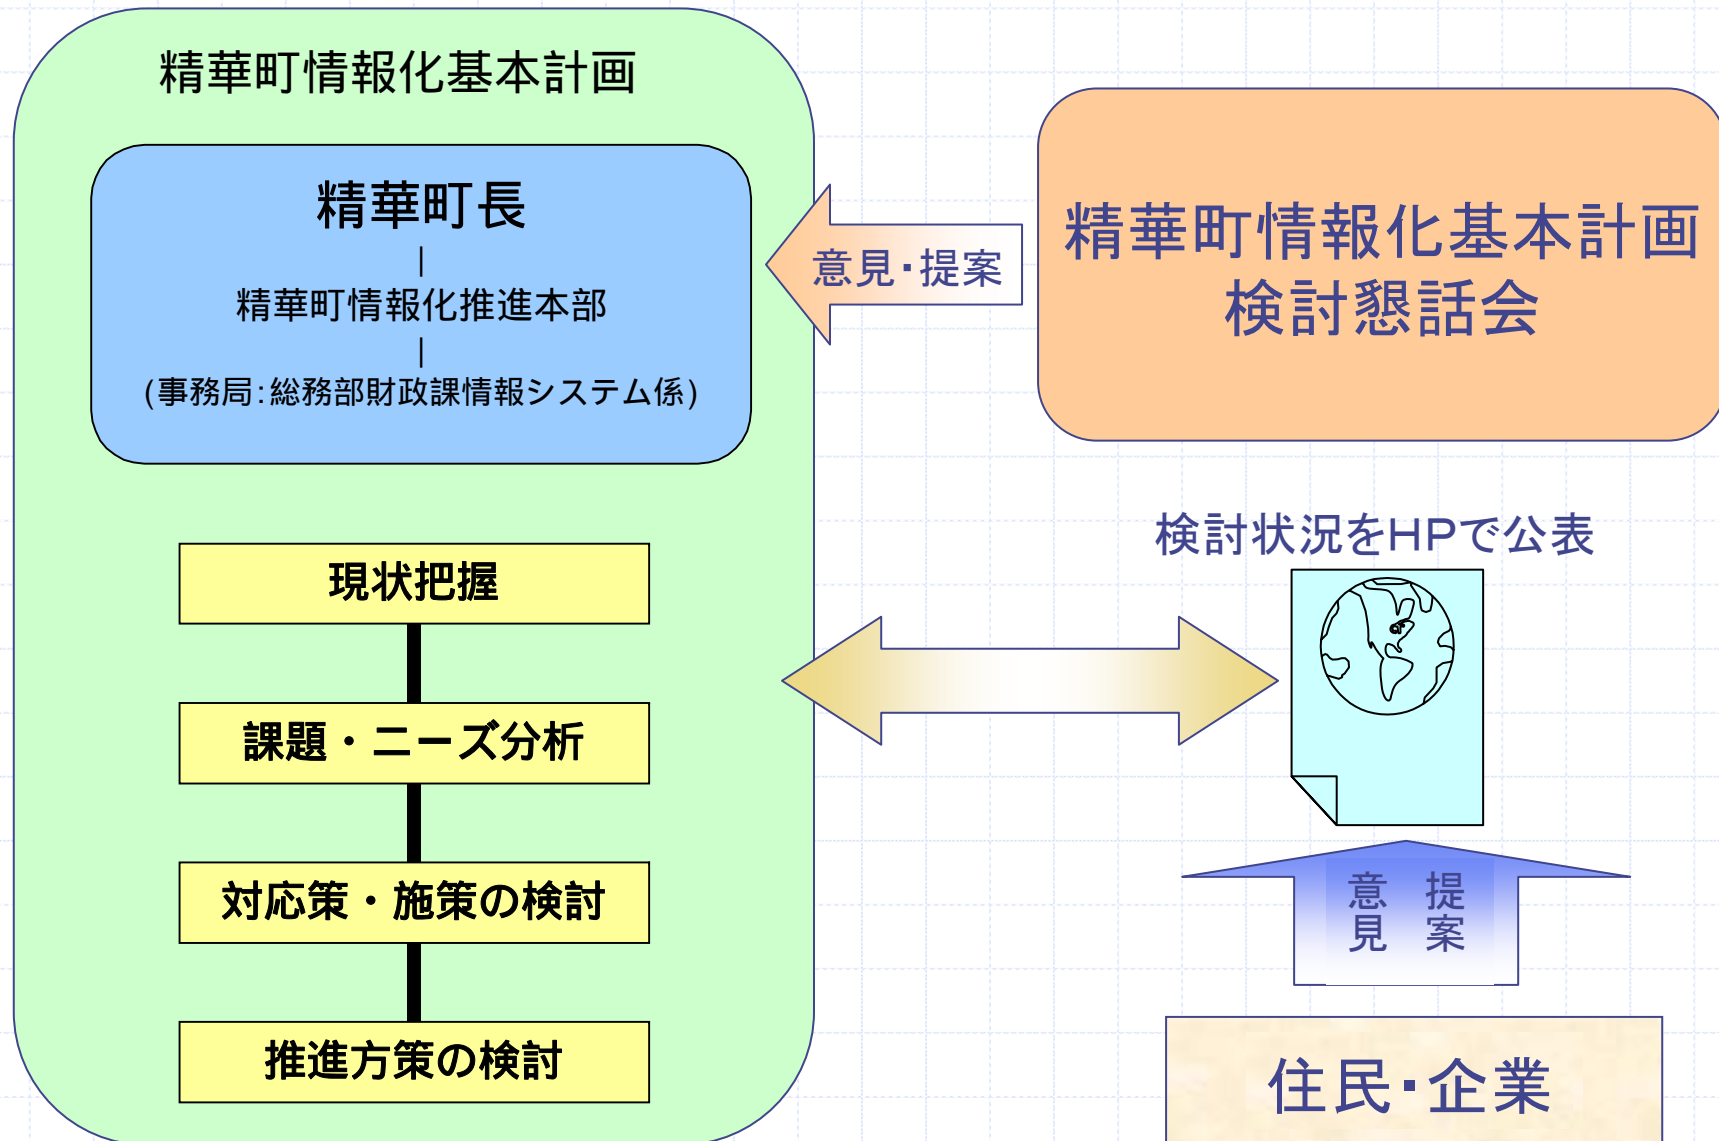 精華町情報化基本計画
精華町長
|
精華町情報化推進本部
|
(事務局:総務部財政課情報システム係)
現状把握
課題・ニーズ分析
対応策・施策の検討
推進方策の検討
意見・提案
精華町情報化基本計画
検討懇話会
検討状況をHPで公表
意見
提案
住民・企業